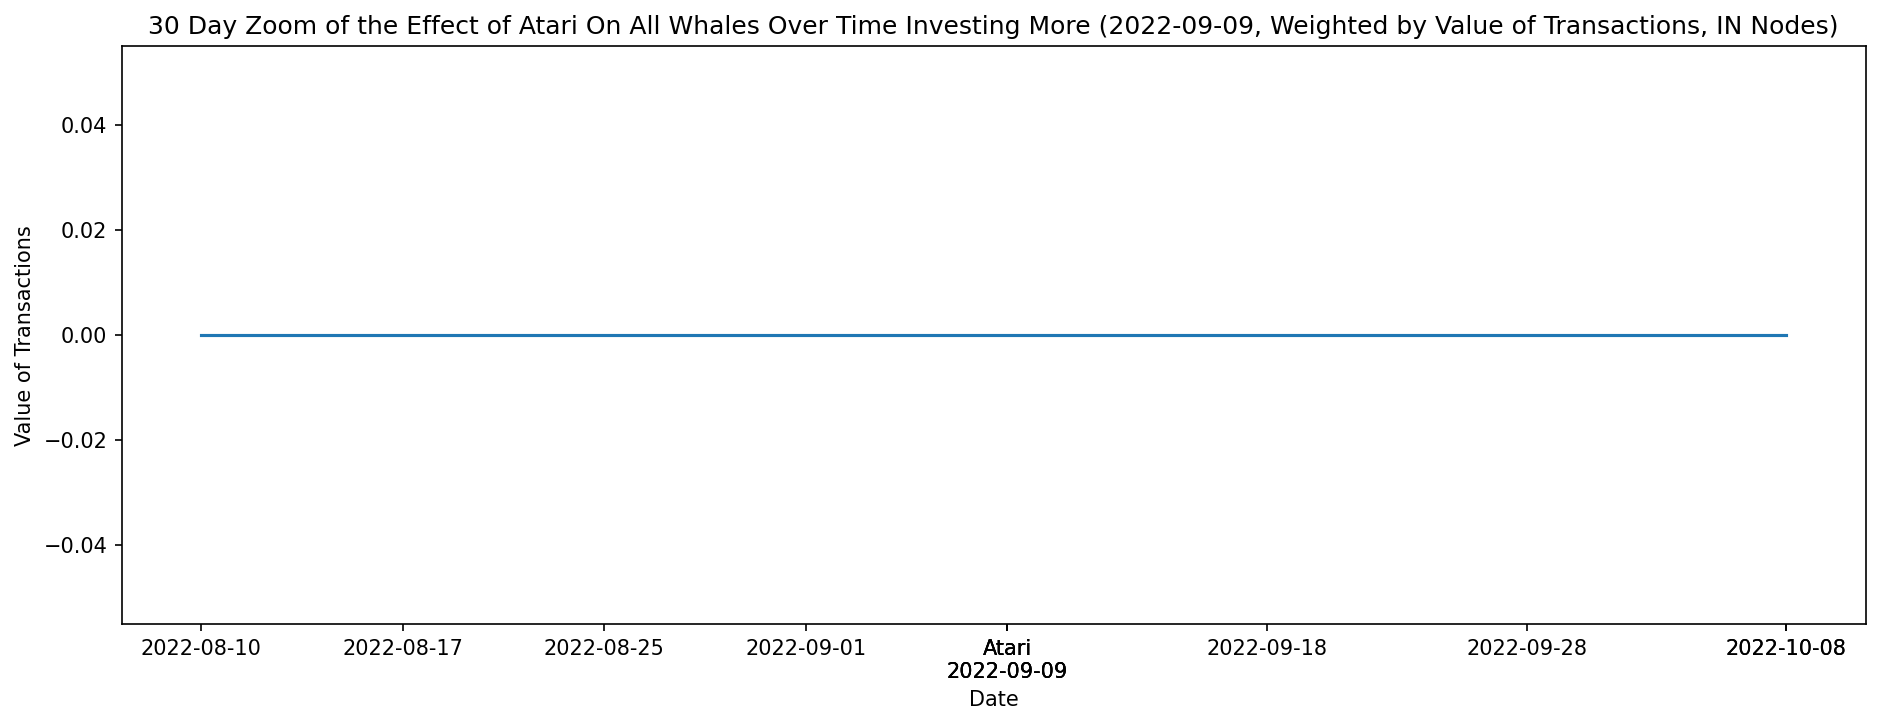 30 Day Zoom of the Effect of Atari On All Whales Over Time Investing More (2022-09-09, Weighted by Value of Transactions, IN Nodes)
Value of Transactions
0.04
0.02
0.00
−0.02
−0.04
2022-08-10 2022-08-17 2022-08-25 2022-09-01 Atari 2022-09-18 2022-09-28 2022-10-08
2022-09-09
Date